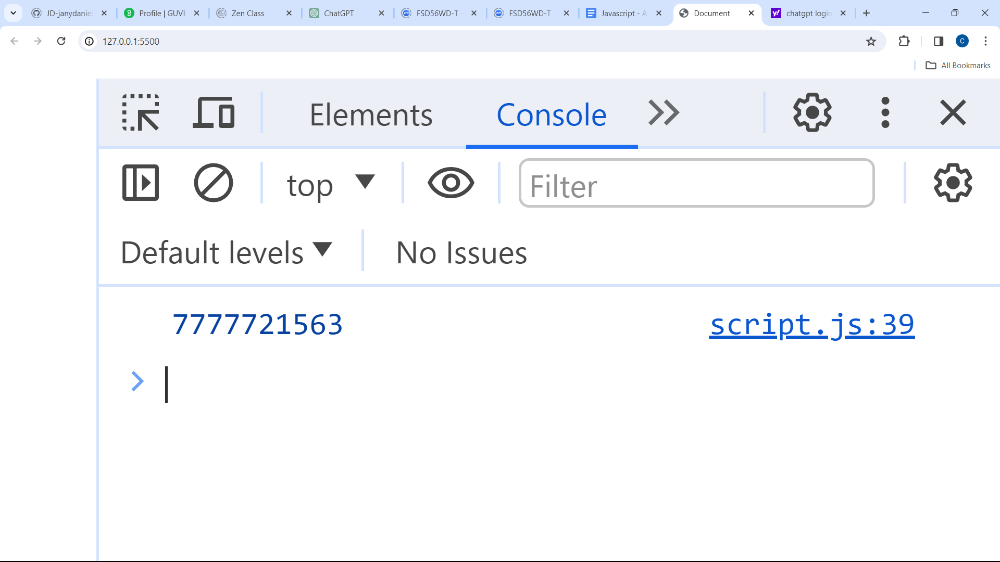 JD-janydaniel
Profile | GUVI
Zen Class
ChatGPT
FSD56WD-T -
FSD56WD-T -
Javascript - A
Document
chatgpt login
127.0.0.1:5500
C
All Bookmarks
Elements
Console
top
Filter
Default levels
No Issues
7777721563
script.js:39